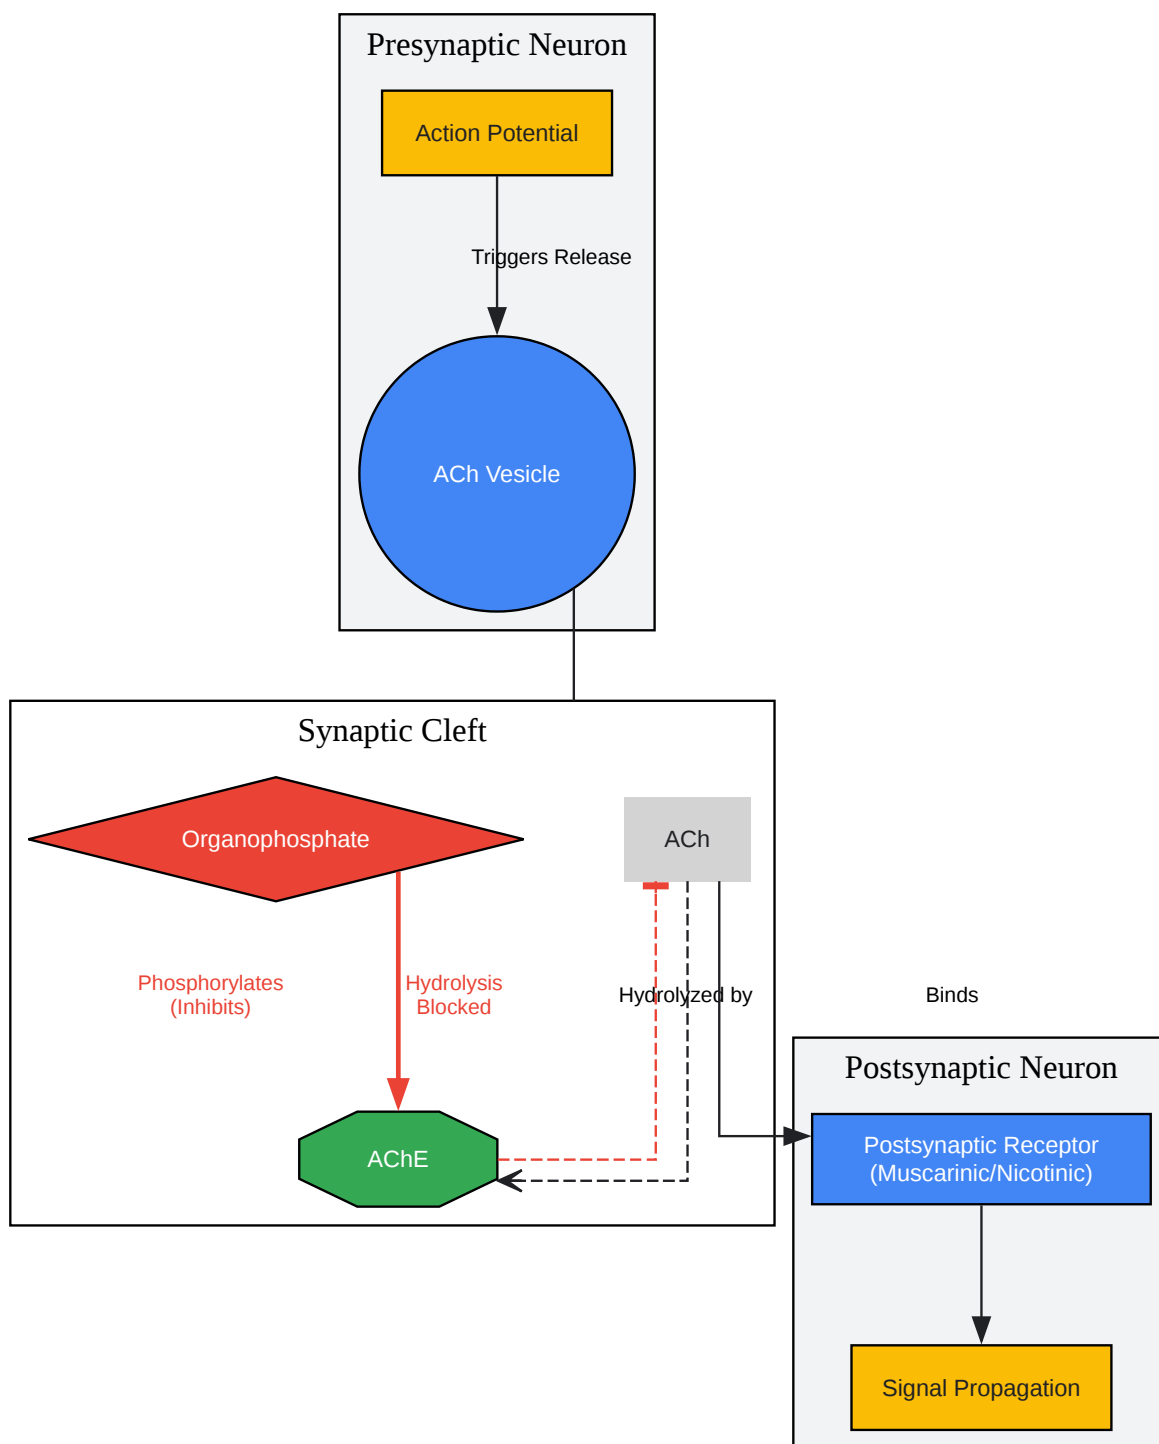 Presynaptic Neuron
Action Potential
Triggers Release
ACh Vesicle
Synaptic Cleft
Organophosphate
ACh
Phosphorylates
(Inhibits)
Hydrolysis
Blocked
Hydrolyzed by
Binds
AChE
Postsynaptic Neuron
Postsynaptic Receptor
(Muscarinic/Nicotinic)
Signal Propagation